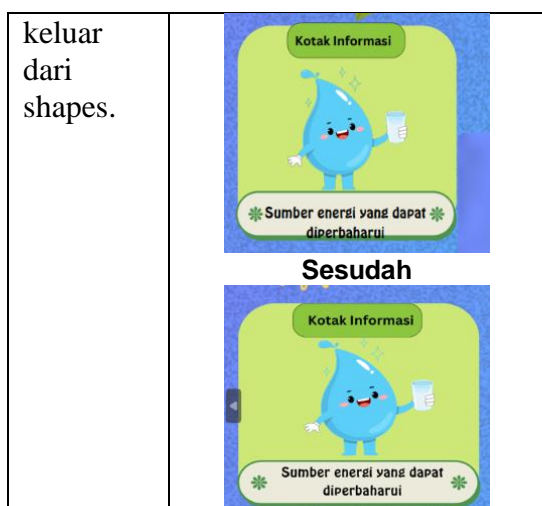 keluar
dari
shapes.
Kotak Informasi
Sumber energi yang dapat
diperbaharui
Sesudah
Kotak Informasi
Sumber energi yang dapat
diperbaharui